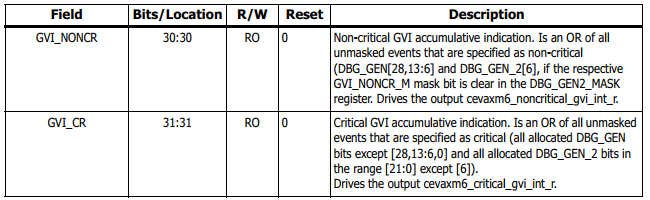 Field Bits/Location R/W Reset Description
GVI_NONCR 30:30 RO 0 Non-critical GVI accumulative indication. Is an OR of all
unmasked events that are specified as non-critical
(DBG_GEN[28,13:6] and DBG_GEN_2[6], if the respective
GVI_NONCR_M mask bit is clear in the DBG_GEN2_MASK
register. Drives the output cevaxm6_noncritical_gvi_int_r.
GVI_CR 31:31 RO 0 Critical GVI accumulative indication. Is an OR of all unmasked
events that are specified as critical (all allocated DBG_GEN
bits except [28,13:6,0] and all allocated DBG_GEN_2 bits in
the range [21:0] except [6]).
Drives the output cevaxm6_critical_gvi_int_r.